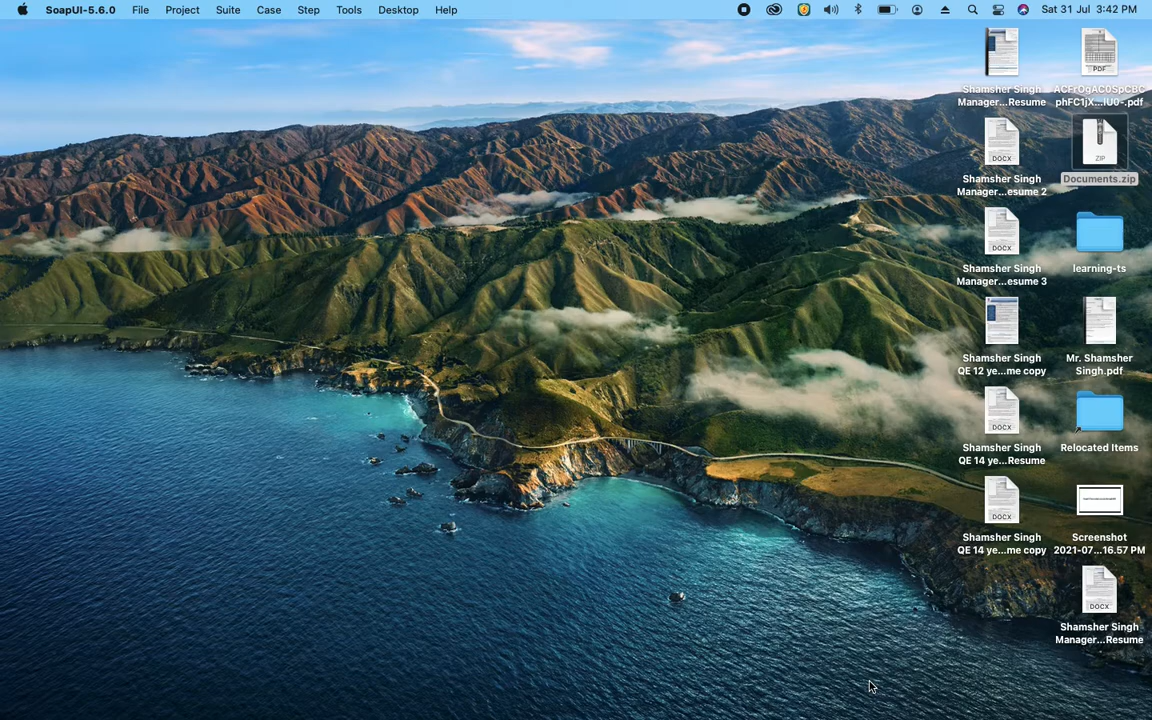 SoapUI-5.6.0 File Project Suite Case Step Tools Desktop Help Sat 31 Jul 3:42 PM
Shamsher Singh
Manager...Resume
ACFrOgAC0SpCBC
phFC1jX...IU0-.pdf
PDF
DOCX
Shamsher Singh
Manager...esume 2
ZIP
Documents.zip
DOCX
Shamsher Singh
Manager...esume 3
learning-ts
Shamsher Singh
QE 12 ye...me copy
Mr. Shamsher
Singh.pdf
DOCX
Shamsher Singh
QE 14 ye...Resume
Relocated Items
DOCX
Shamsher Singh
QE 14 ye...me copy
Screenshot
2021-07...16.57 PM
DOCX
Shamsher Singh
Manager...Resume